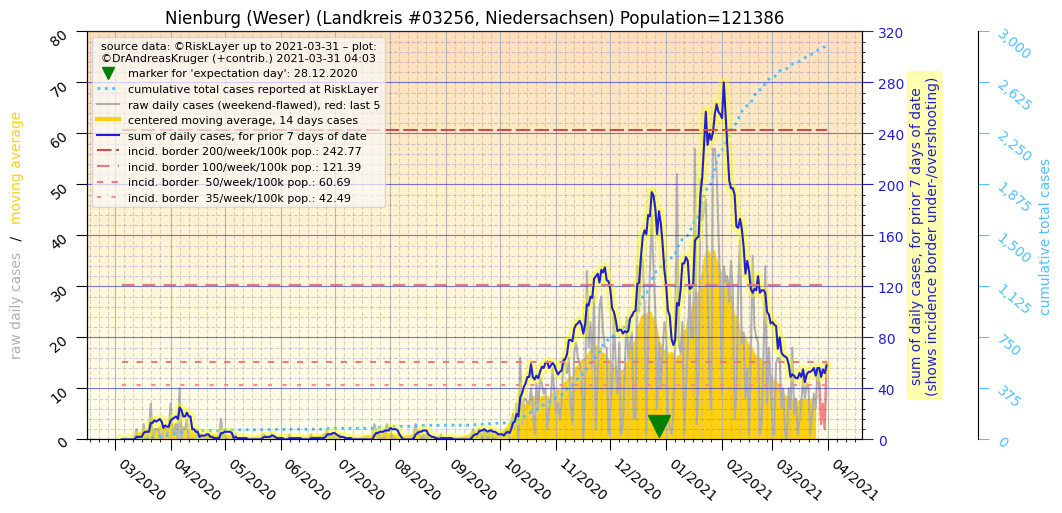 Nienburg (Weser) (Landkreis #03256, Niedersachsen) Population=121386
source data: ©RiskLayer up to 2021-03-31 – plot:
©DrAndreasKruger (+contrib.) 2021-03-31 04:03
marker for 'expectation day': 28.12.2020
cumulative total cases reported at RiskLayer
raw daily cases (weekend-flawed), red: last 5
centered moving average, 14 days cases
sum of daily cases, for prior 7 days of date
incid. border 200/week/100k pop.: 242.77
incid. border 100/week/100k pop.: 121.39
incid. border  50/week/100k pop.: 60.69
incid. border  35/week/100k pop.: 42.49
raw daily cases / moving average
80
70
60
50
40
30
20
10
0
03/2020
04/2020
05/2020
06/2020
07/2020
08/2020
09/2020
10/2020
11/2020
12/2020
01/2021
02/2021
03/2021
04/2021
320
280
240
200
160
120
80
40
0
sum of daily cases, for prior 7 days of date
(shows incidence border under-/overshooting)
3,000
2,625
2,250
1,875
1,500
1,125
750
375
0
cumulative total cases